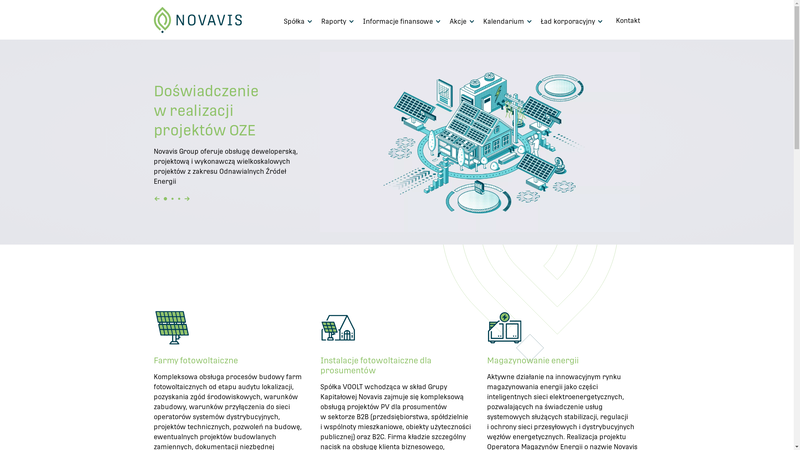 NOVAVIS
Spółka Raporty Informacje finansowe Akcje Kalendarium Ład korporacyjny Kontakt
Doświadczenie
w realizacji
projektów OZE
Novavis Group oferuje obsługę deweloperską,
projektową i wykonawczą wielkoskalowych
projektów z zakresu Odnawialnych Źródeł
Energii
Farmy fotowoltaiczne
Kompleksowa obsługa procesów budowy farm
fotowoltaicznych od etapu audytu lokalizacji,
pozyskania zgód środowiskowych, warunków
zabudowy, warunków przyłączenia do sieci
operatorów systemów dystrybucyjnych,
projektów technicznych, pozwoleń na budowę,
ewentualnych projektów budowlanych
zamiennych, dokumentacji niezbędnej
Instalacje fotowoltaiczne dla
prosumentów
Spółka VOOLT wchodząca w skład Grupy
Kapitałowej Novavis zajmuje się kompleksową
obsługą projektów PV dla prosumentów
w sektorze B2B (przedsiębiorstwa, spółdzielnie
i wspólnoty mieszkaniowe, obiekty użyteczności
publicznej) oraz B2C. Firma kładzie szczególny
nacisk na obsługę klienta biznesowego,
Magazynowanie energii
Aktywne działanie na innowacyjnym rynku
magazynowania energii jako części
inteligentnych sieci elektroenergetycznych,
pozwalających na świadczenie usług
systemowych służących stabilizacji, regulacji
i ochrony sieci przesyłowych i dystrybucyjnych
węzłów energetycznych. Realizacja projektu
Operatora Magazynów Energii o nazwie Novavis